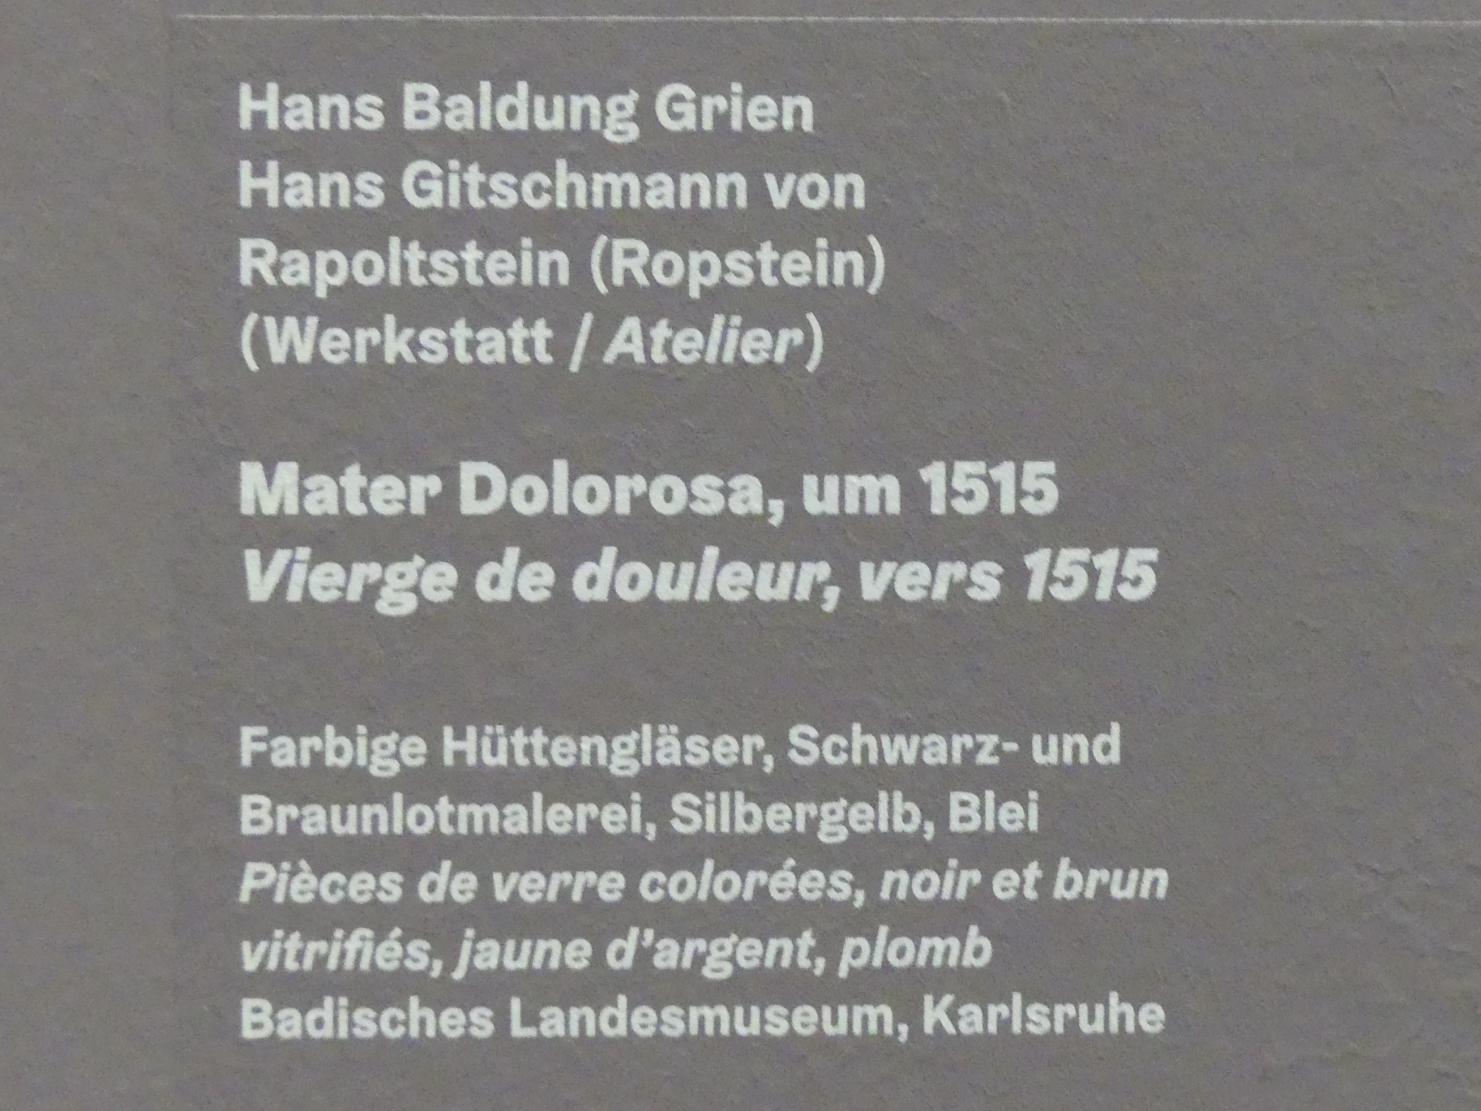 Hans Baldung Grien
Hans Gitschmann von
Rapoltstein (Ropstein)
(Werkstatt / Atelier)
Mater Dolorosa, um 1515
Vierge de douleur, vers 1515
Farbige Hüttengläser, Schwarz- und
Braunlotmalerei, Silbergelb, Blei
Pièces de verre colorées, noir et brun
vitrifiés, jaune d’argent, plomb
Badisches Landesmuseum, Karlsruhe